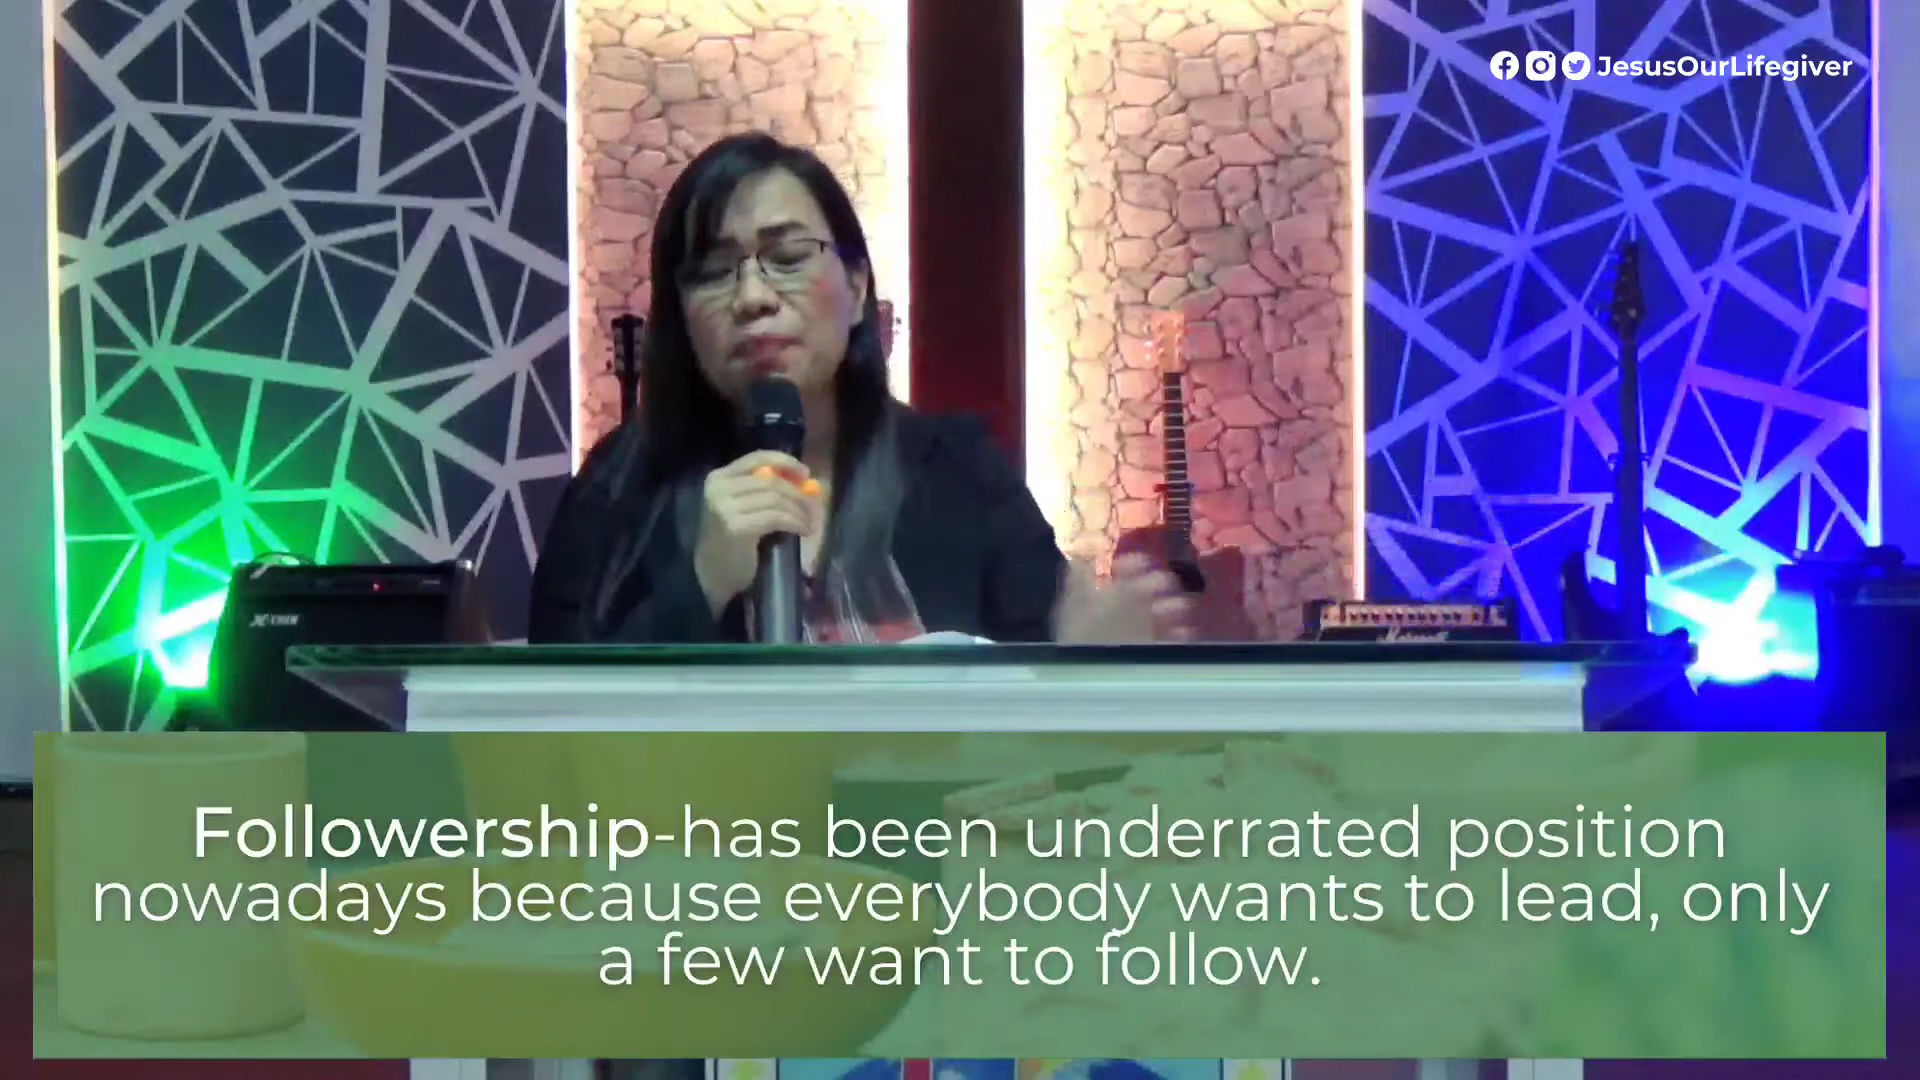 JesusOurLifegiver
Followership-has been underrated position
nowadays because everybody wants to lead, only
a few want to follow.